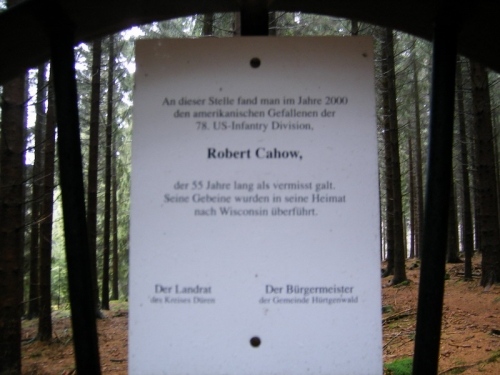 An dieser Stelle fand man im Jahre 2000
den amerikanischen Gefallenen der
78. US-Infantry Division,
Robert Cahow,
der 55 Jahre lang als vermisst galt.
Seine Gebeine wurden in seine Heimat
nach Wisconsin überführt.
Der Landrat
des Kreises Düren
Der Bürgermeister
der Gemeinde Hürtgenwald